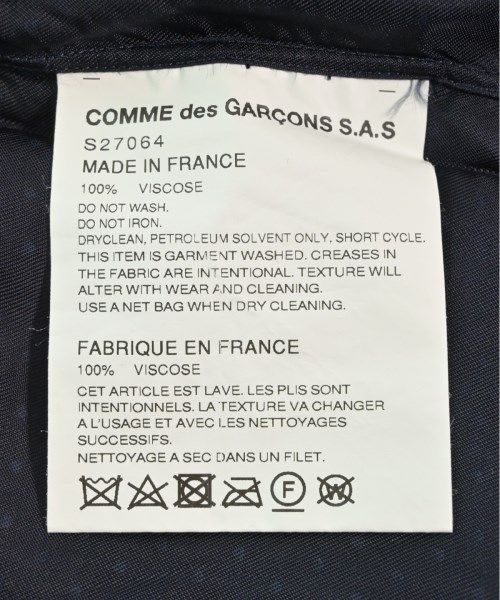 COMME des GARÇONS S.A.S
S27064
MADE IN FRANCE
100% VISCOSE
DO NOT WASH.
DO NOT IRON.
DRYCLEAN, PETROLEUM SOLVENT ONLY, SHORT CYCLE.
THIS ITEM IS GARMENT WASHED. CREASES IN
THE FABRIC ARE INTENTIONAL. TEXTURE WILL
ALTER WITH WEAR AND CLEANING.
USE A NET BAG WHEN DRY CLEANING.
FABRIQUE EN FRANCE
100% VISCOSE
CET ARTICLE EST LAVE. LES PLIS SONT
INTENTIONNELS. LA TEXTURE VA CHANGER
A L'USAGE ET AVEC LES NETTOYAGES
SUCCESSIFS.
NETTOYAGE A SEC DANS UN FILET.
F W